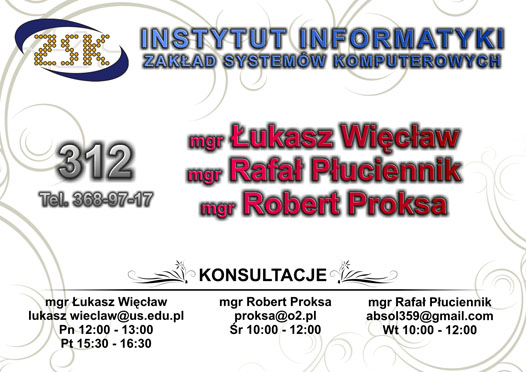 ZSK
INSTYTUT INFORMATYKI
ZAKŁAD SYSTEMÓW KOMPUTEROWYCH
312
Tel. 368-97-17
mgr Łukasz Więcław
mgr Rafał Płuciennik
mgr Robert Proksa
KONSULTACJE
mgr Łukasz Więcław
lukasz wieclaw@us.edu.pl
Pn 12:00 - 13:00
Pt 15:30 - 16:30
mgr Robert Proksa
proksa@o2.pl
Śr 10:00 - 12:00
mgr Rafał Płuciennik
absol359@gmail.com
Wt 10:00 - 12:00